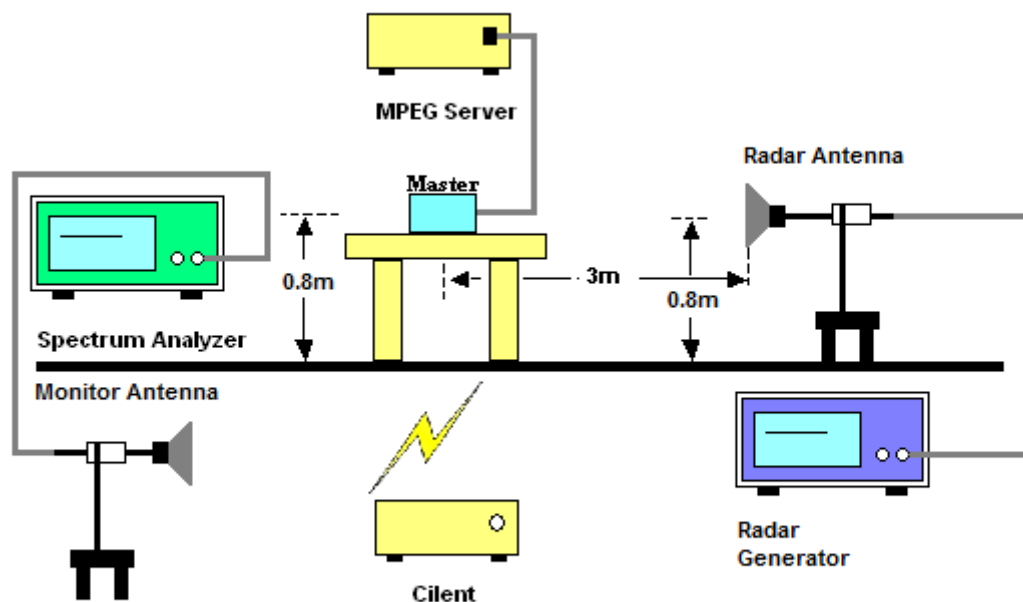 MPEG Server
Radar Antenna
Master
0.8m
3m
0.8m
Spectrum Analyzer
Monitor Antenna
Radar
Generator
Cilent